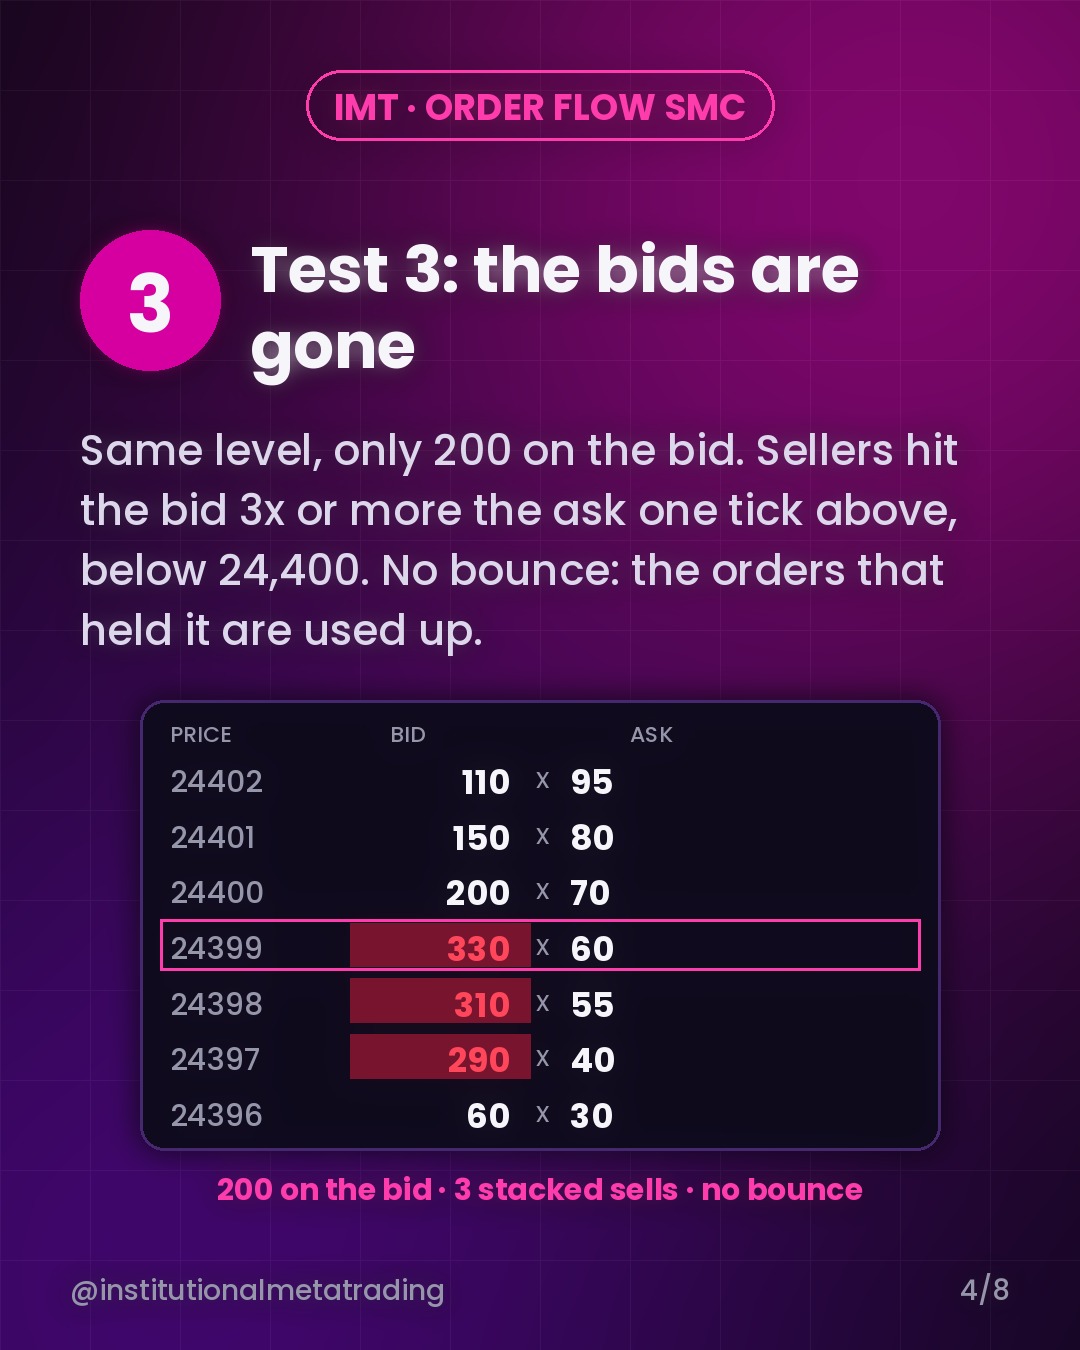 IMT · ORDER FLOW SMC
3
Test 3: the bids are
gone
Same level, only 200 on the bid. Sellers hit
the bid 3x or more the ask one tick above,
below 24,400. No bounce: the orders that
held it are used up.
PRICE BID ASK
24402 110 x 95
24401 150 x 80
24400 200 x 70
24399 330 x 60
24398 310 x 55
24397 290 x 40
24396 60 x 30
200 on the bid · 3 stacked sells · no bounce
@institutionalmetatrading 4/8